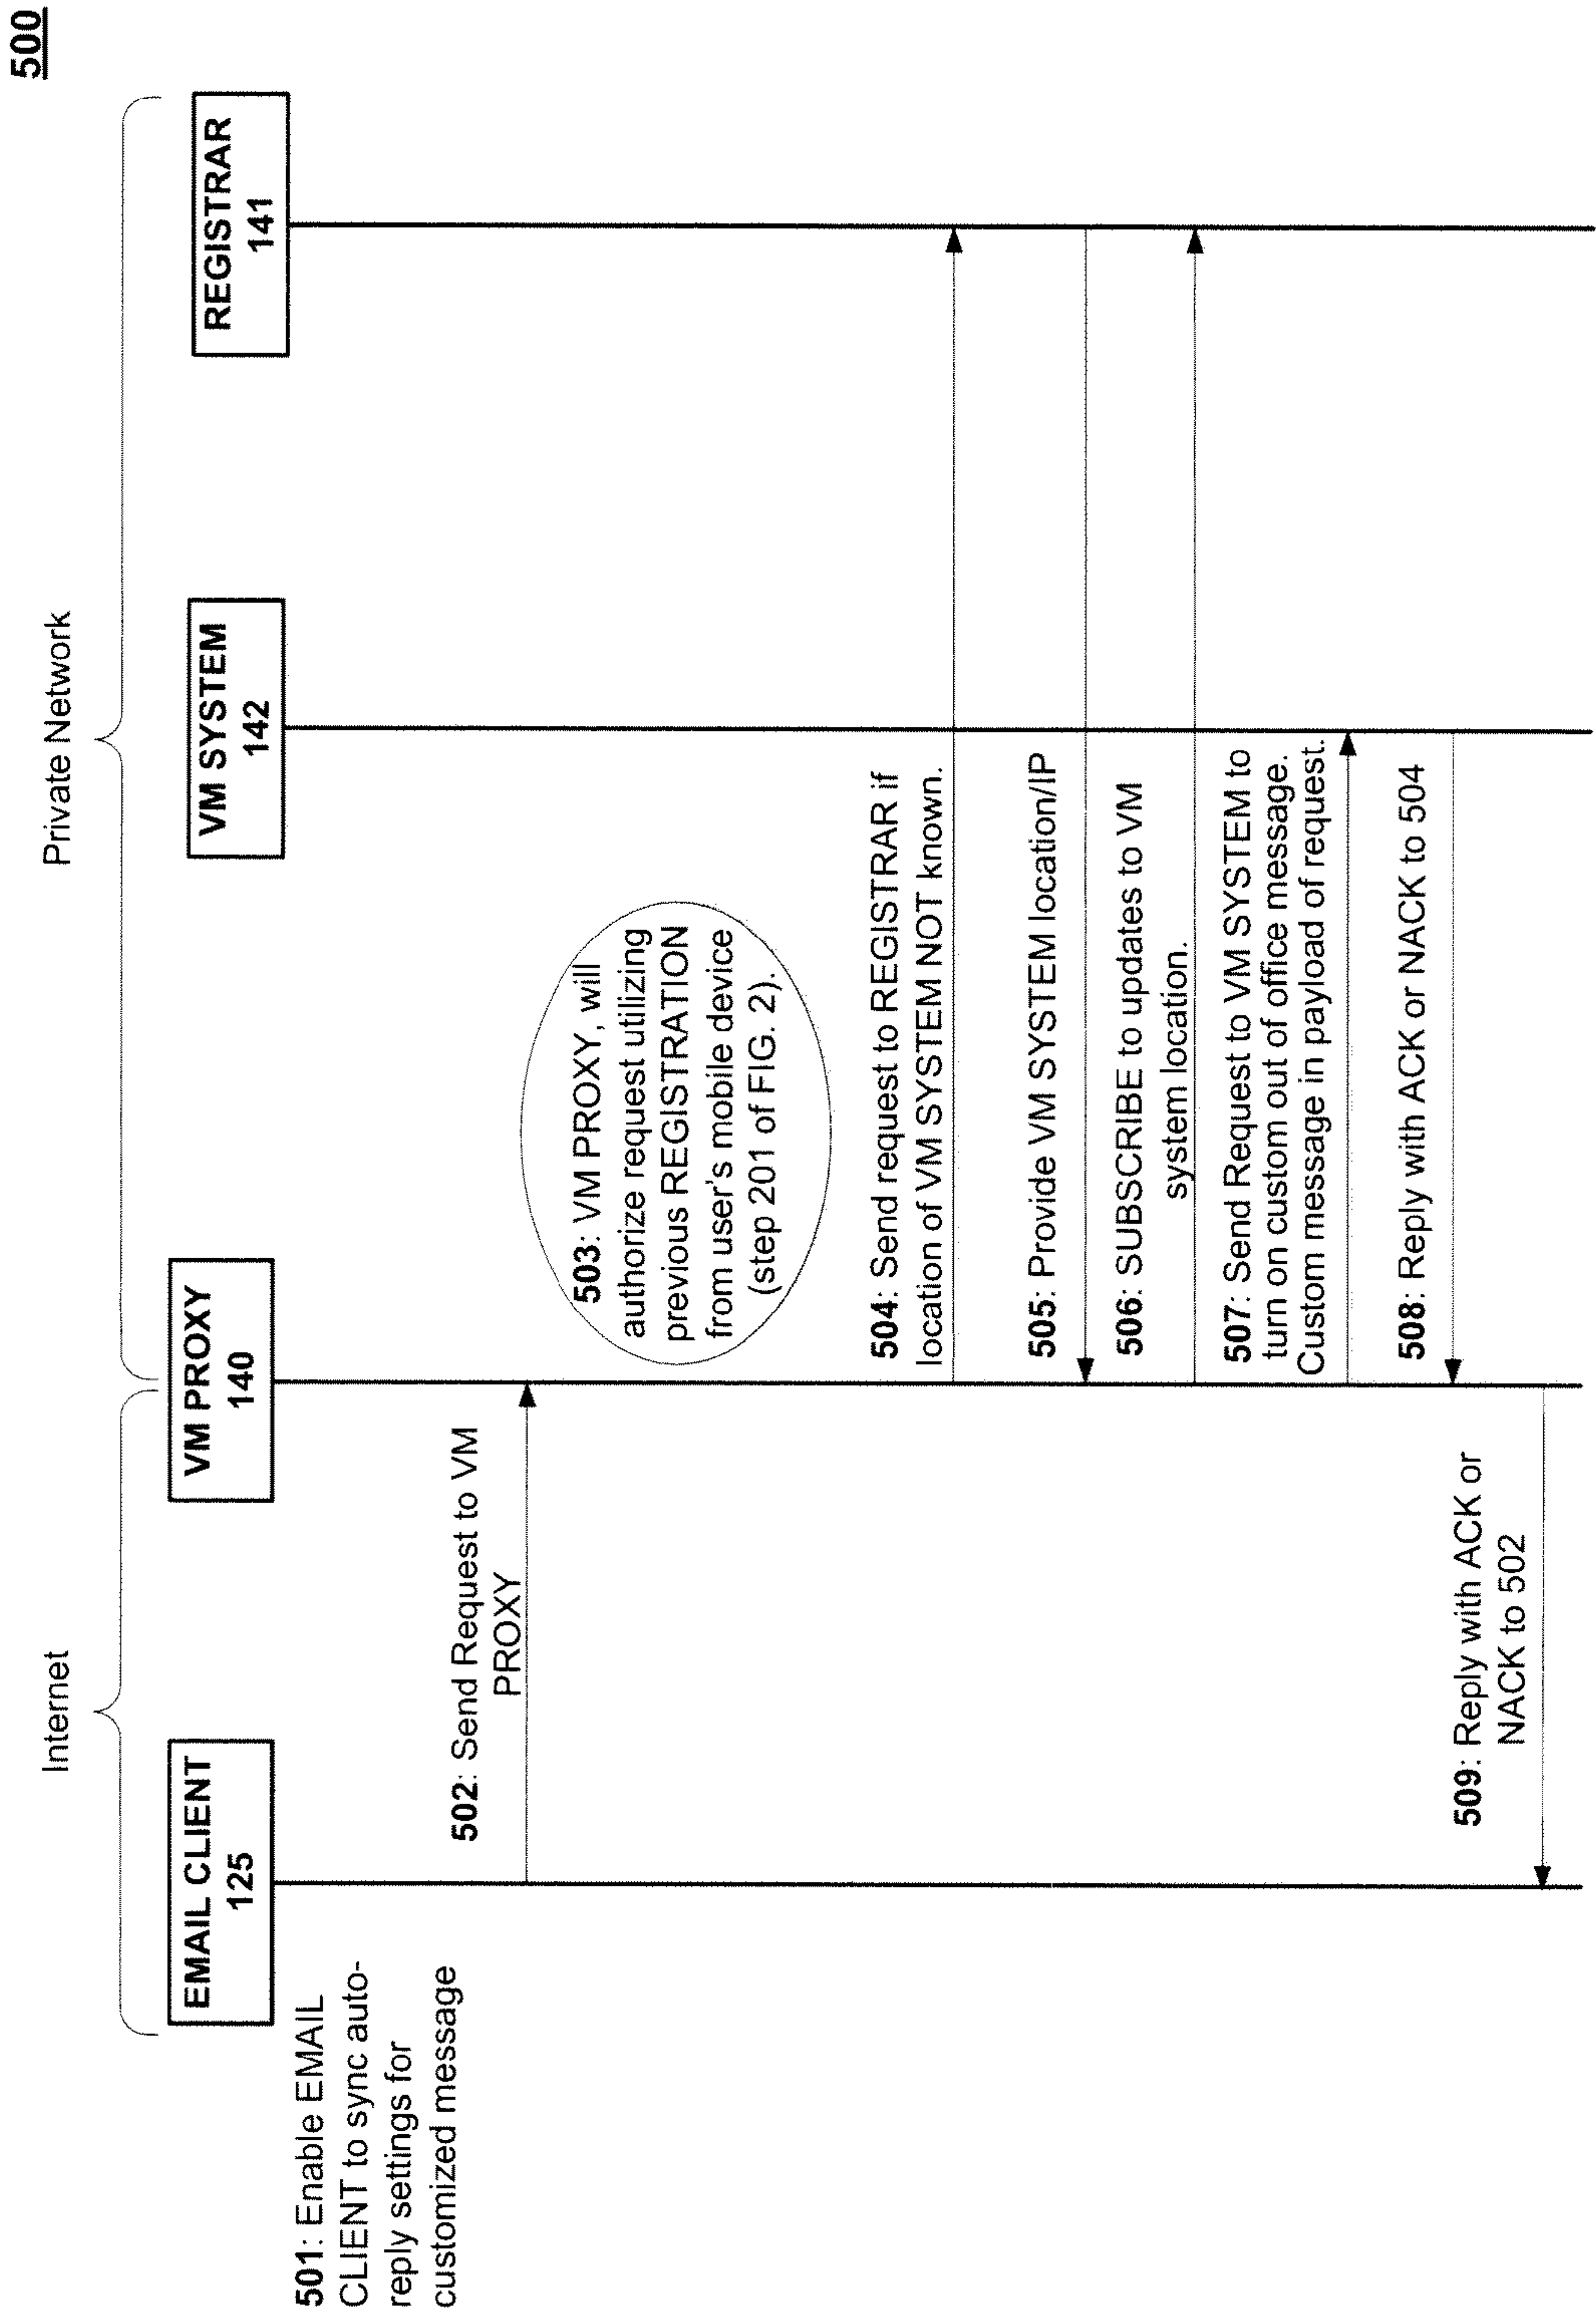 500
Internet
Private Network
EMAIL CLIENT
125
VM PROXY
140
VM SYSTEM
142
REGISTRAR
141
501: Enable EMAIL
CLIENT to sync auto-
reply settings for
customized message
502: Send Request to VM
PROXY
503: VM PROXY, will
authorize request utilizing
previous REGISTRATION
from user's mobile device
(step 201 of FIG. 2).
504: Send request to REGISTRAR if
location of VM SYSTEM NOT known.
505: Provide VM SYSTEM location/IP
506: SUBSCRIBE to updates to VM
system location.
507: Send Request to VM SYSTEM to
turn on custom out of office message.
Custom message in payload of request.
508: Reply with ACK or NACK to 504
509: Reply with ACK or
NACK to 502